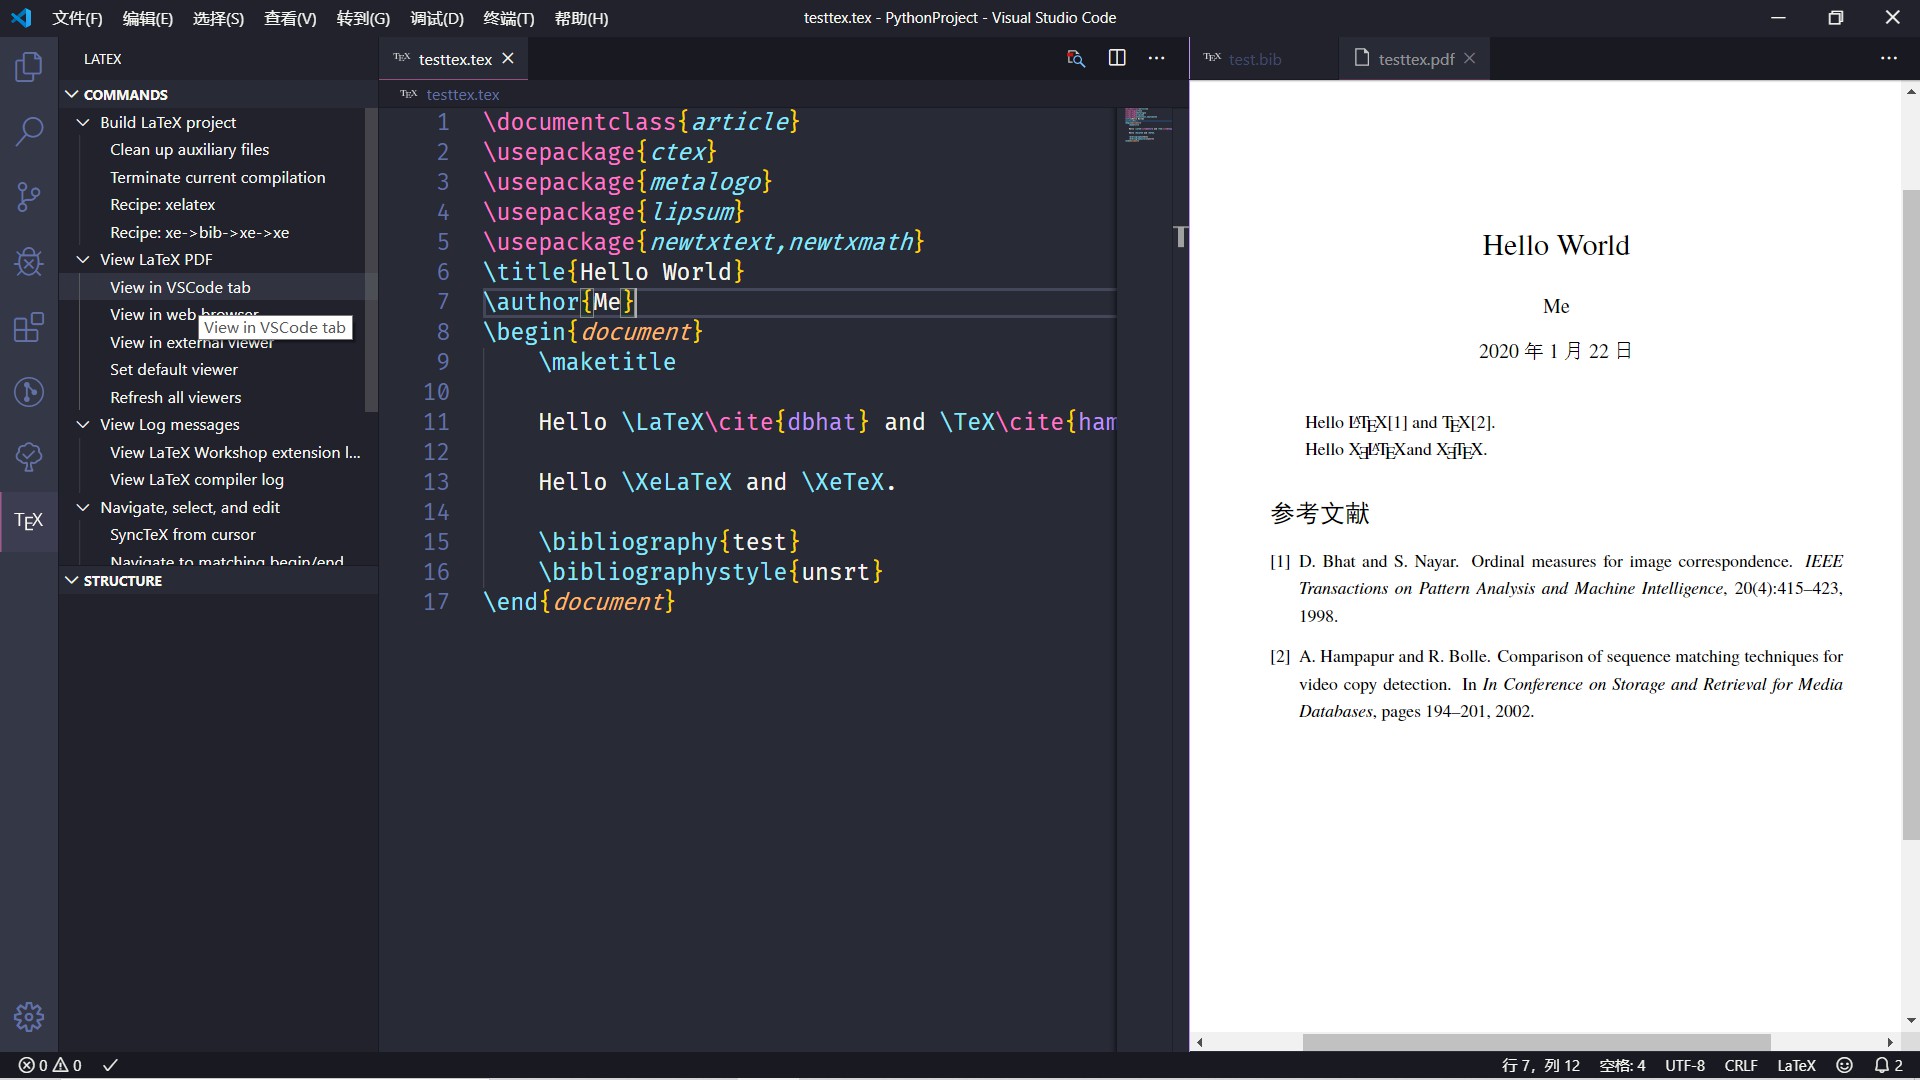 文件(F) 编辑(E) 选择(S) 查看(V) 转到(G) 调试(D) 终端(T) 帮助(H) testtex.tex - PythonProject - Visual Studio Code
LATEX
COMMANDS
Build LaTeX project
Clean up auxiliary files
Terminate current compilation
Recipe: xelatex
Recipe: xe->bib->xe->xe
View LaTeX PDF
View in VSCode tab
View in web browser
View in VSCode tab
View in external viewer
Set default viewer
Refresh all viewers
View Log messages
View LaTeX Workshop extension l...
View LaTeX compiler log
Navigate, select, and edit
SyncTeX from cursor
Navigate to matching begin/end
STRUCTURE
TEX
TEX testtex.tex
TEX testtex.tex
1 \documentclass{article}
2 \usepackage{ctex}
3 \usepackage{metalogo}
4 \usepackage{lipsum}
5 \usepackage{newtxtext,newtxmath}
6 \title{Hello World}
7 \author{Me}
8 \begin{document}
9 \maketitle
10
11 Hello \LaTeX\cite{dbhat} and \TeX\cite{ham
12
13 Hello \XeLaTeX and \XeTeX.
14
15 \bibliography{test}
16 \bibliographystyle{unsrt}
17 \end{document}
TEX test.bib testtex.pdf
Hello World
Me
2020 年 1 月 22 日
Hello LATEX[1] and TEX[2].
Hello XƎLATEXand XƎTEX.
参考文献
[1] D. Bhat and S. Nayar. Ordinal measures for image correspondence. IEEE
Transactions on Pattern Analysis and Machine Intelligence, 20(4):415–423,
1998.
[2] A. Hampapur and R. Bolle. Comparison of sequence matching techniques for
video copy detection. In In Conference on Storage and Retrieval for Media
Databases, pages 194–201, 2002.
0 0 行 7，列 12 空格: 4 UTF-8 CRLF LaTeX 2